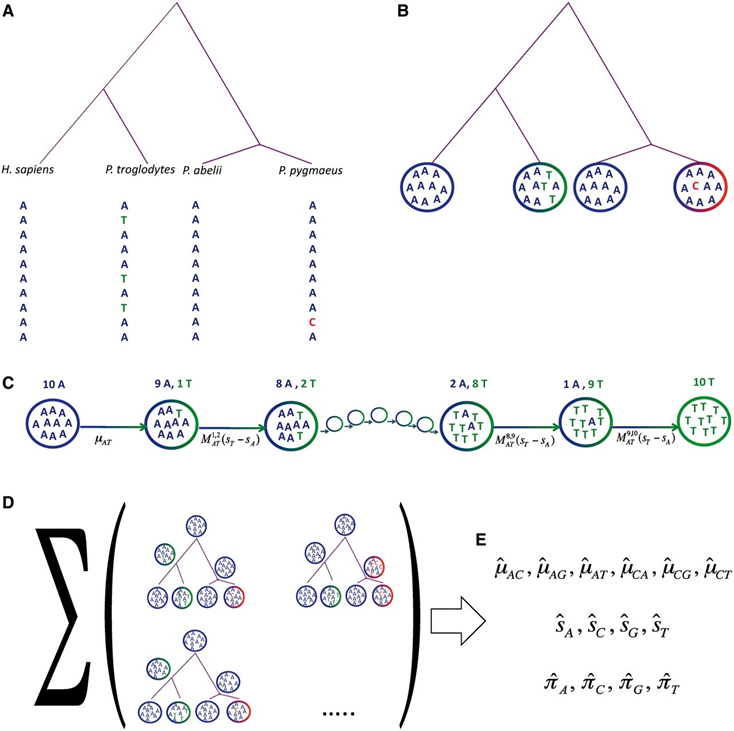 A
B
H. sapiens P. troglodytes P. abelii P. pygmaeus
A A A A
A T A A
A A A A
A A A A
A A A A
A T A A
A A A A
A T A A
A A A C
A A A A
C
10 A 9 A, 1 T 8 A, 2 T 2 A, 8 T 1 A, 9 T 10 T
μ_AT M_AT^{1,2}(s_T − s_A) M_AT^{8,9}(s_T − s_A) M_AT^{9,10}(s_T − s_A)
D
Σ
.....
E
μ̂_AC, μ̂_AG, μ̂_AT, μ̂_CA, μ̂_CG, μ̂_CT
ŝ_A, ŝ_C, ŝ_G, ŝ_T
π̂_A, π̂_C, π̂_G, π̂_T